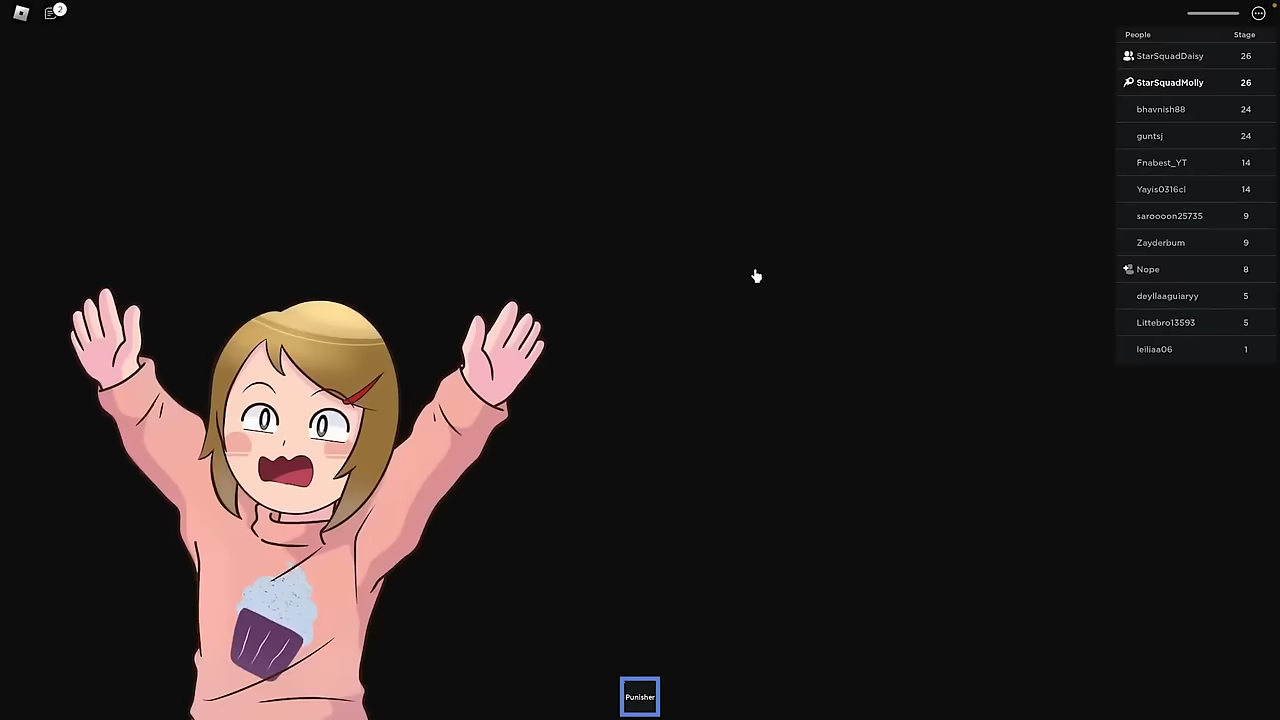 2
People Stage
StarSquadDaisy 26
StarSquadMolly 26
bhavnish88 24
guntsj 24
Fnabest_YT 14
Yayis0316cl 14
saroooon25735 9
Zayderbum 9
Nope 8
deyllaaguiaryy 5
Littebro13593 5
leiliaa06 1
Punisher